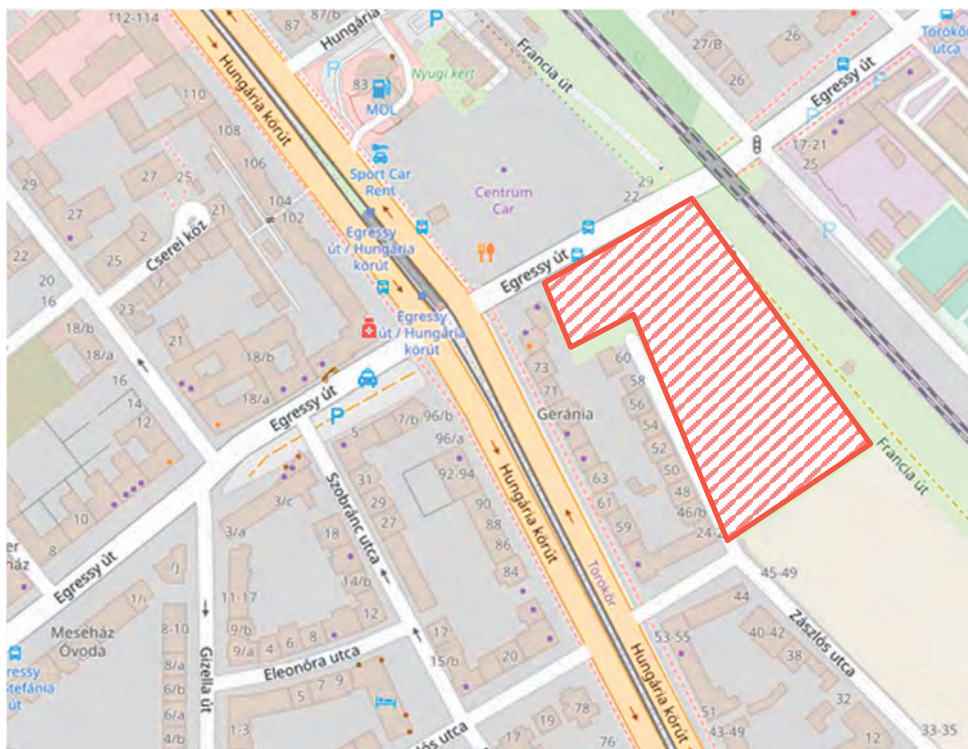 112-114
87/b
Hungária
P
Hungária körút
Nyugi kert
Francia út
27/B
26
26
Egressy út
83
MOL
P
P
110
108
106
104
102
Sport Car
Rent
Centrum
Car
17-21
25
29
22
29
27
27
25
21
2
25
22
20
16
23
Cserei köz
Egressy
út / Hungária
körút
Egressy út
P
Egressy
út / Hungária
körút
18/b
18/a
16
14
12
21
18/b
18/a
Egressy út
P
7/b
96/b
96/a
92-94
90
88
86
84
5
31
29
27
3/c
3/a
18
14/b
12
Szobránc utca
73
71
Geránia
63
61
59
60
58
56
54
52
50
48
46/b
Francia út
Hungária körút
Törökőr
10
8
Egressy út
Meseház
Óvoda
1/i
8-10
8/a
6/b
6/a
4/b
11-17
9/b
9/a
4
6
8
Gizella út
Eleonóra utca
5
7
9
1-3
17
15/b
20
19
17
78
76
Hungária körút
45-49
44
40-42
38
32
12
33-35
Zászlós utca
53-55
51
43-49